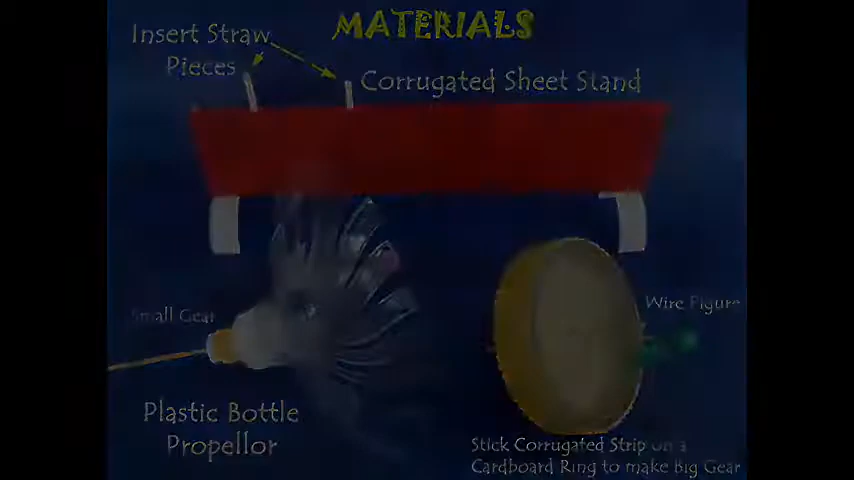 MATERIALS
Insert Straw
Pieces
Corrugated Sheet Stand
Small Gear
Wire Figure
Plastic Bottle
Propellor
Stick Corrugated Strip on a
Cardboard Ring to make Big Gear